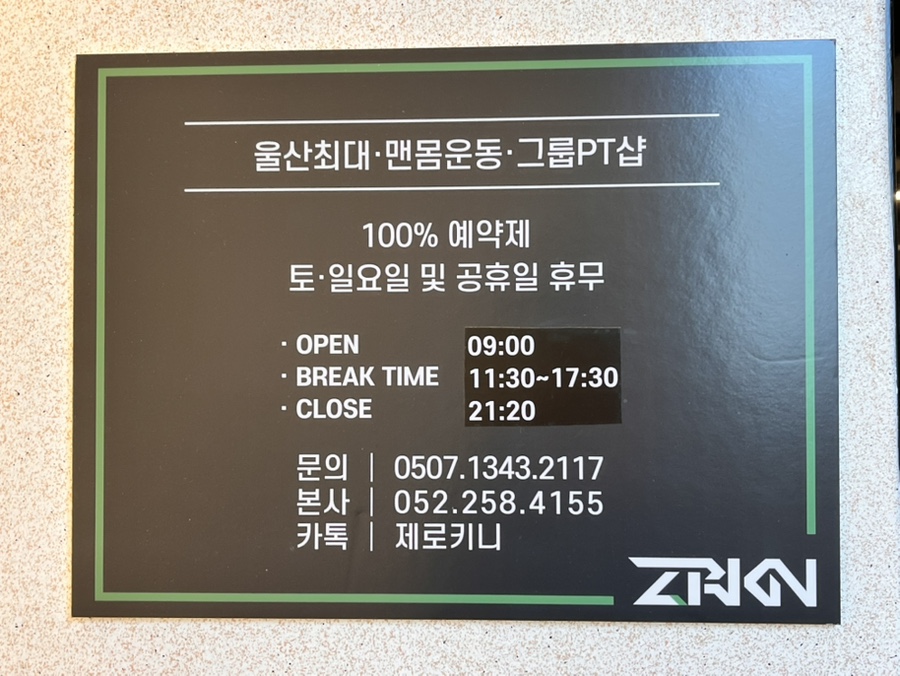 울산최대·맨몸운동·그룹PT샵
100% 예약제
토·일요일 및 공휴일 휴무
· OPEN 09:00
· BREAK TIME 11:30~17:30
· CLOSE 21:20
문의 | 0507.1343.2117
본사 | 052.258.4155
카톡 | 제로키니